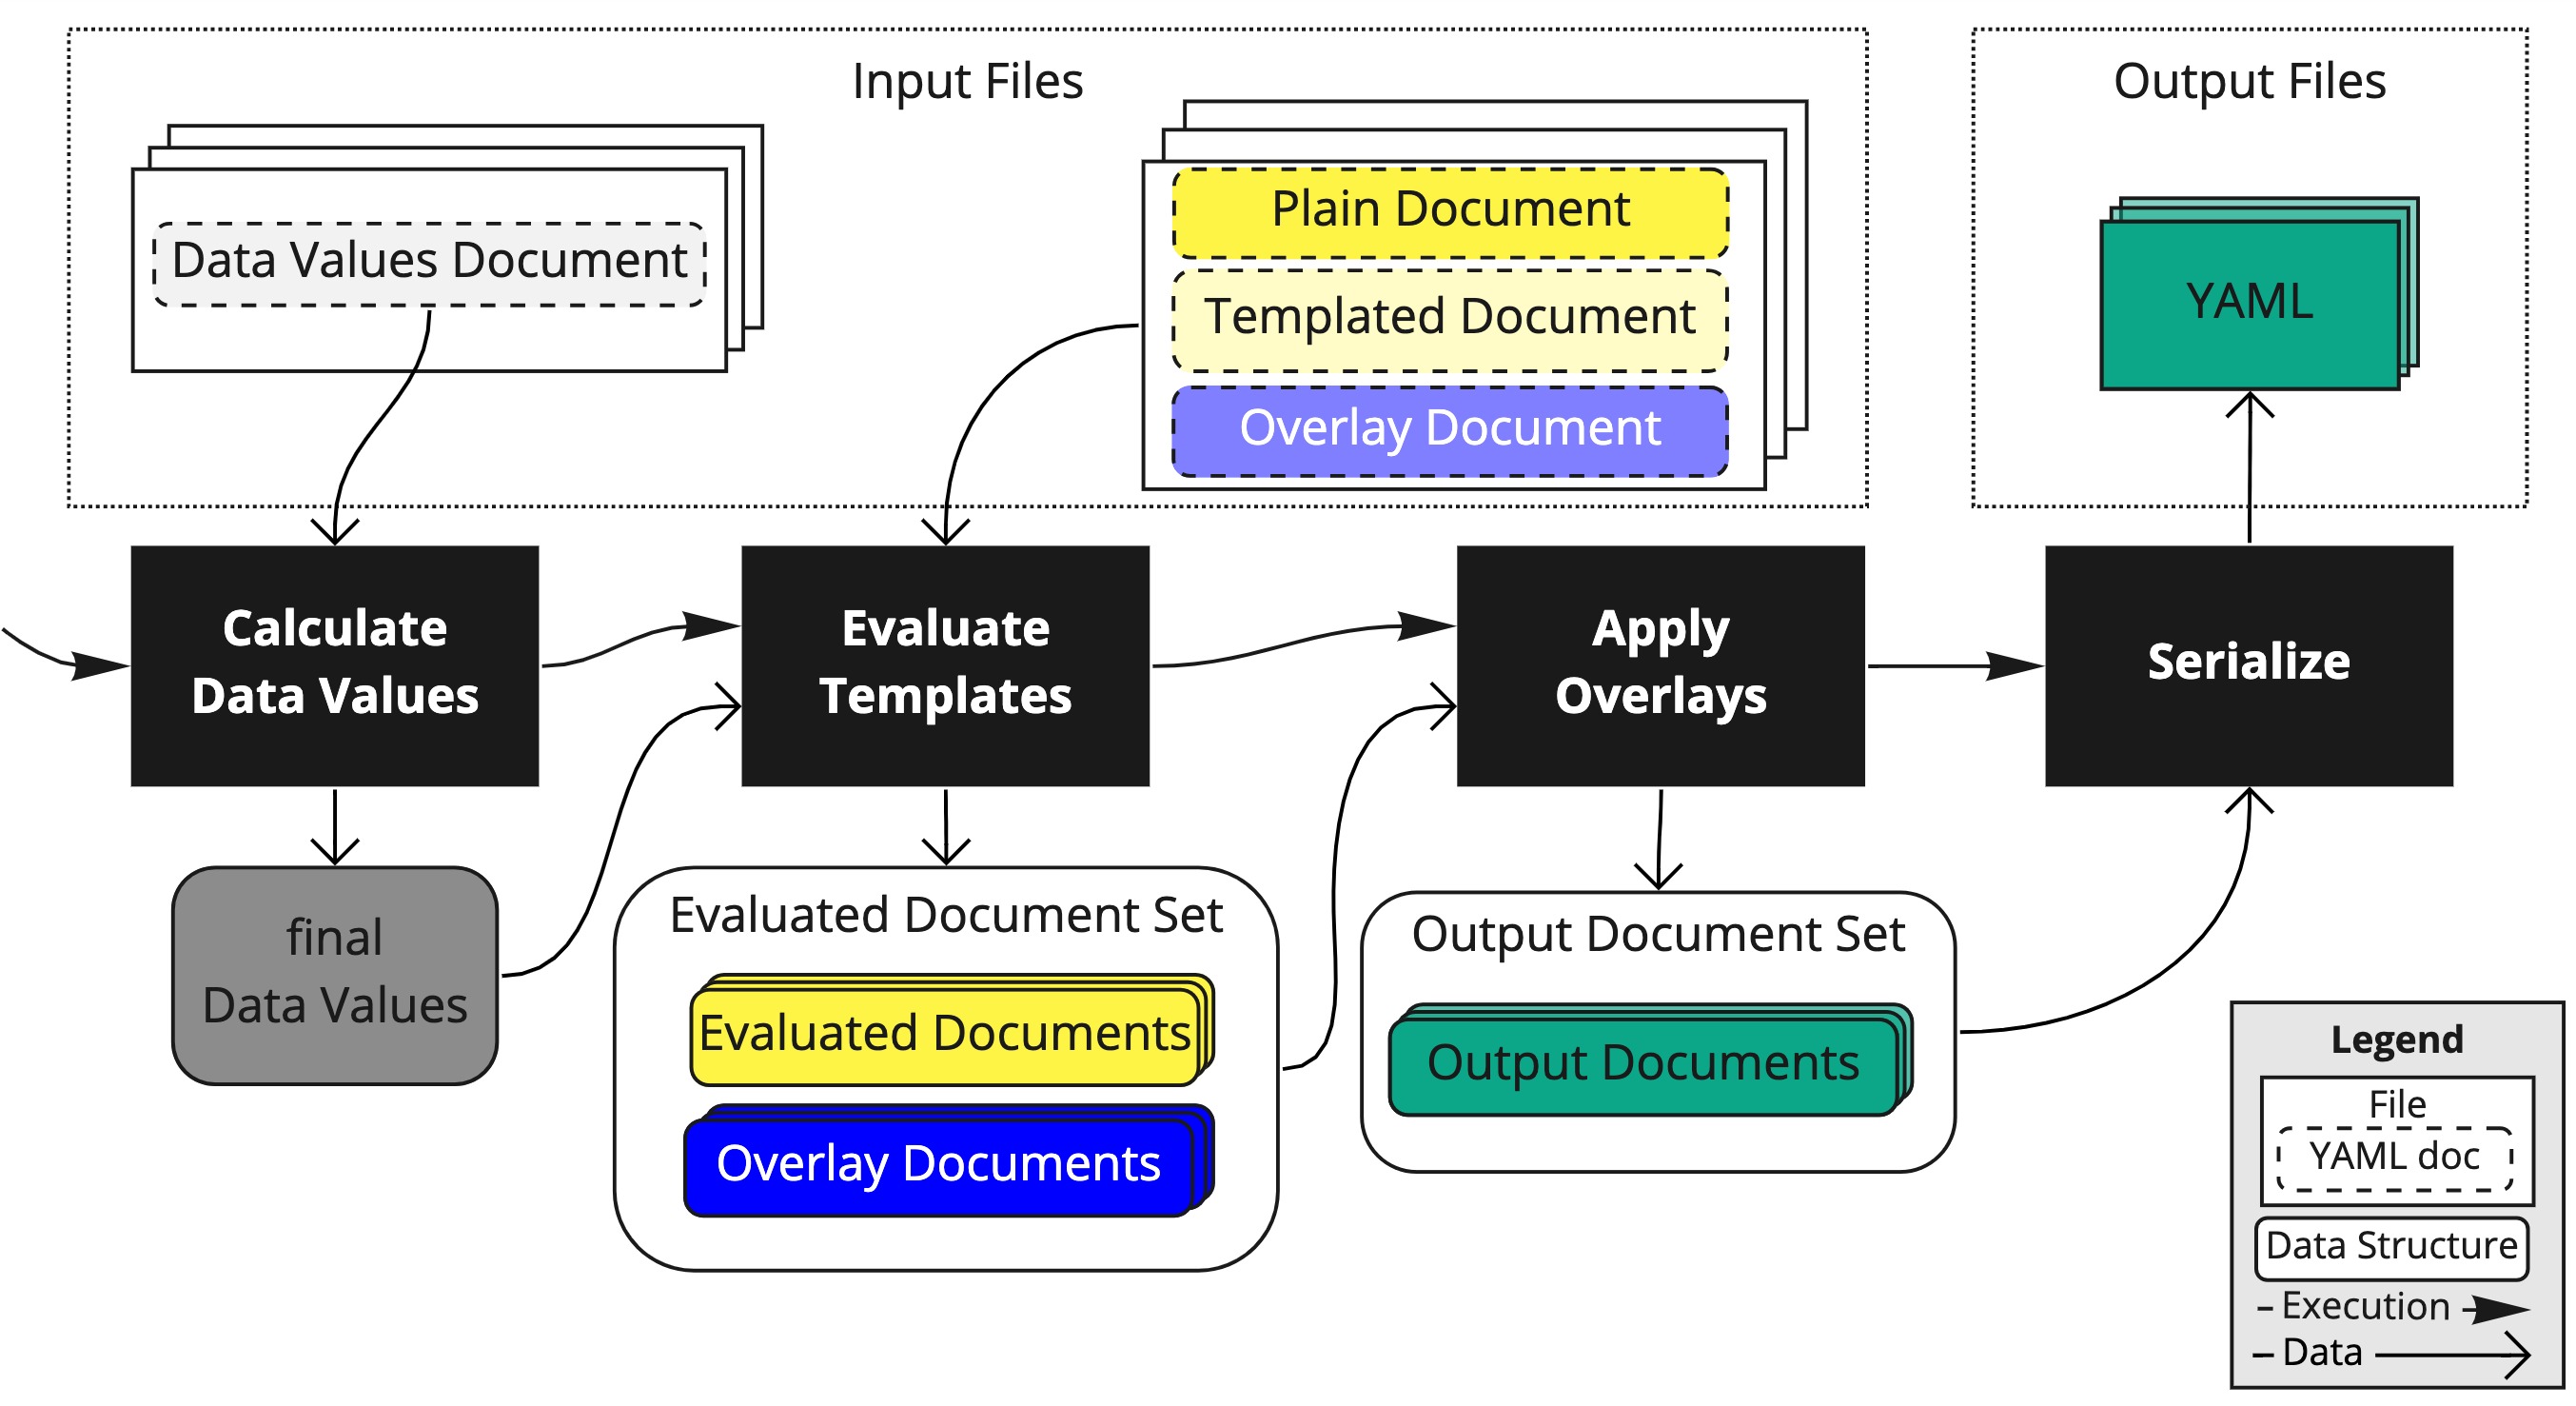 Input Files
Output Files
Data Values Document
Plain Document
Templated Document
Overlay Document
YAML
Calculate
Data Values
Evaluate
Templates
Apply
Overlays
Serialize
final
Data Values
Evaluated Document Set
Evaluated Documents
Overlay Documents
Output Document Set
Output Documents
Legend
File
YAML doc
Data Structure
Execution
Data